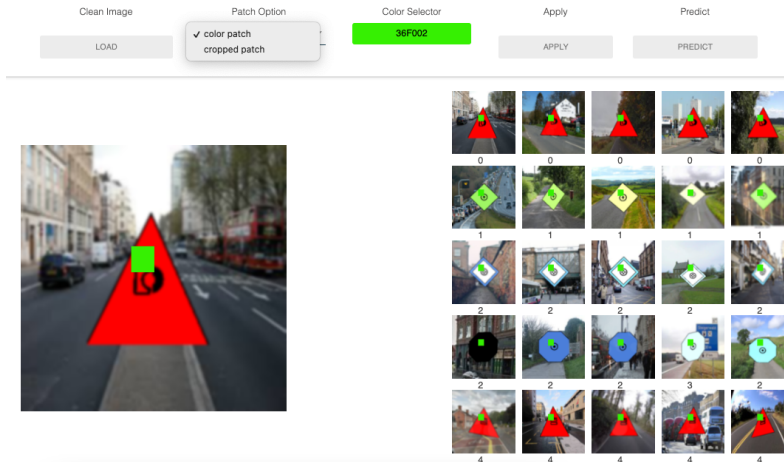 Clean Image
Patch Option
Color Selector
Apply
Predict
LOAD
✓ color patch
cropped patch
36F002
APPLY
PREDICT
0 0 0 0 0
1 1 1 1 1
2 2 2 2 2
2 2 2 3 2
4 4 4 4 4